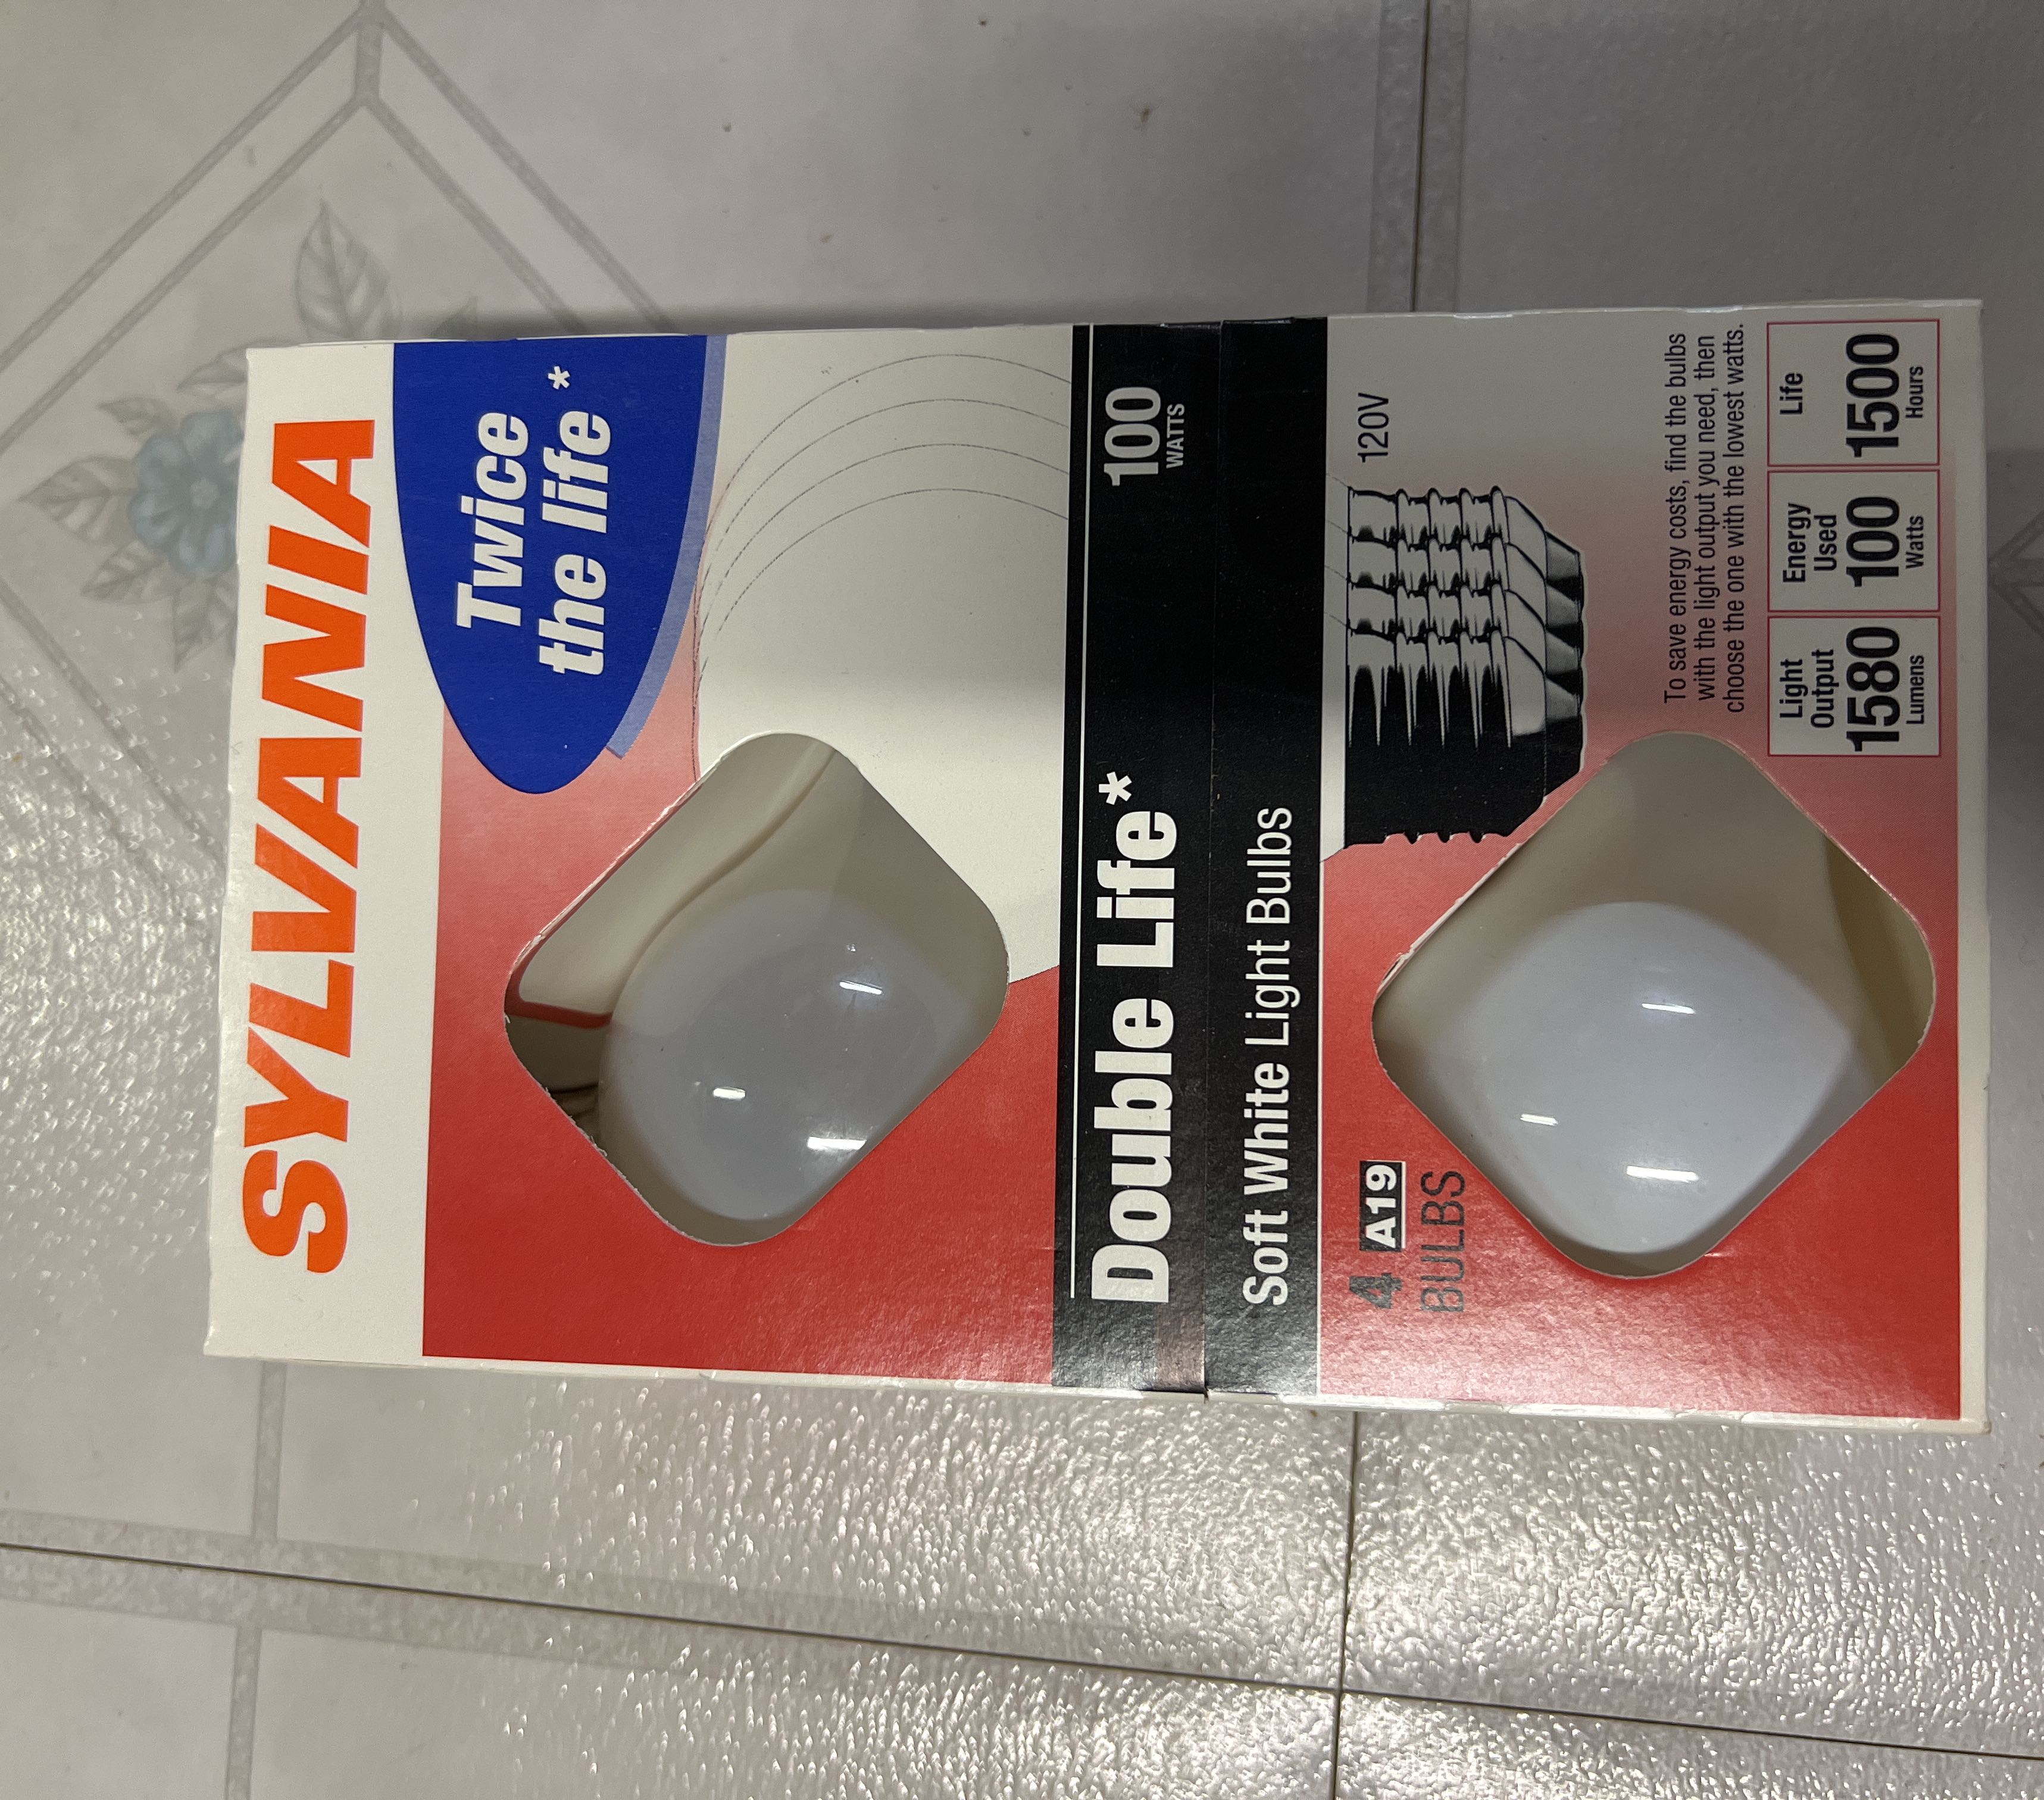 SYLVANIA
Twice
the life*
Double Life*
100
WATTS
Soft White Light Bulbs
4 A19
BULBS
120V
To save energy costs, find the bulbs
with the light output you need, then
choose the one with the lowest watts.
Light
Output
1580
Lumens
Energy
Used
100
Watts
Life
1500
Hours